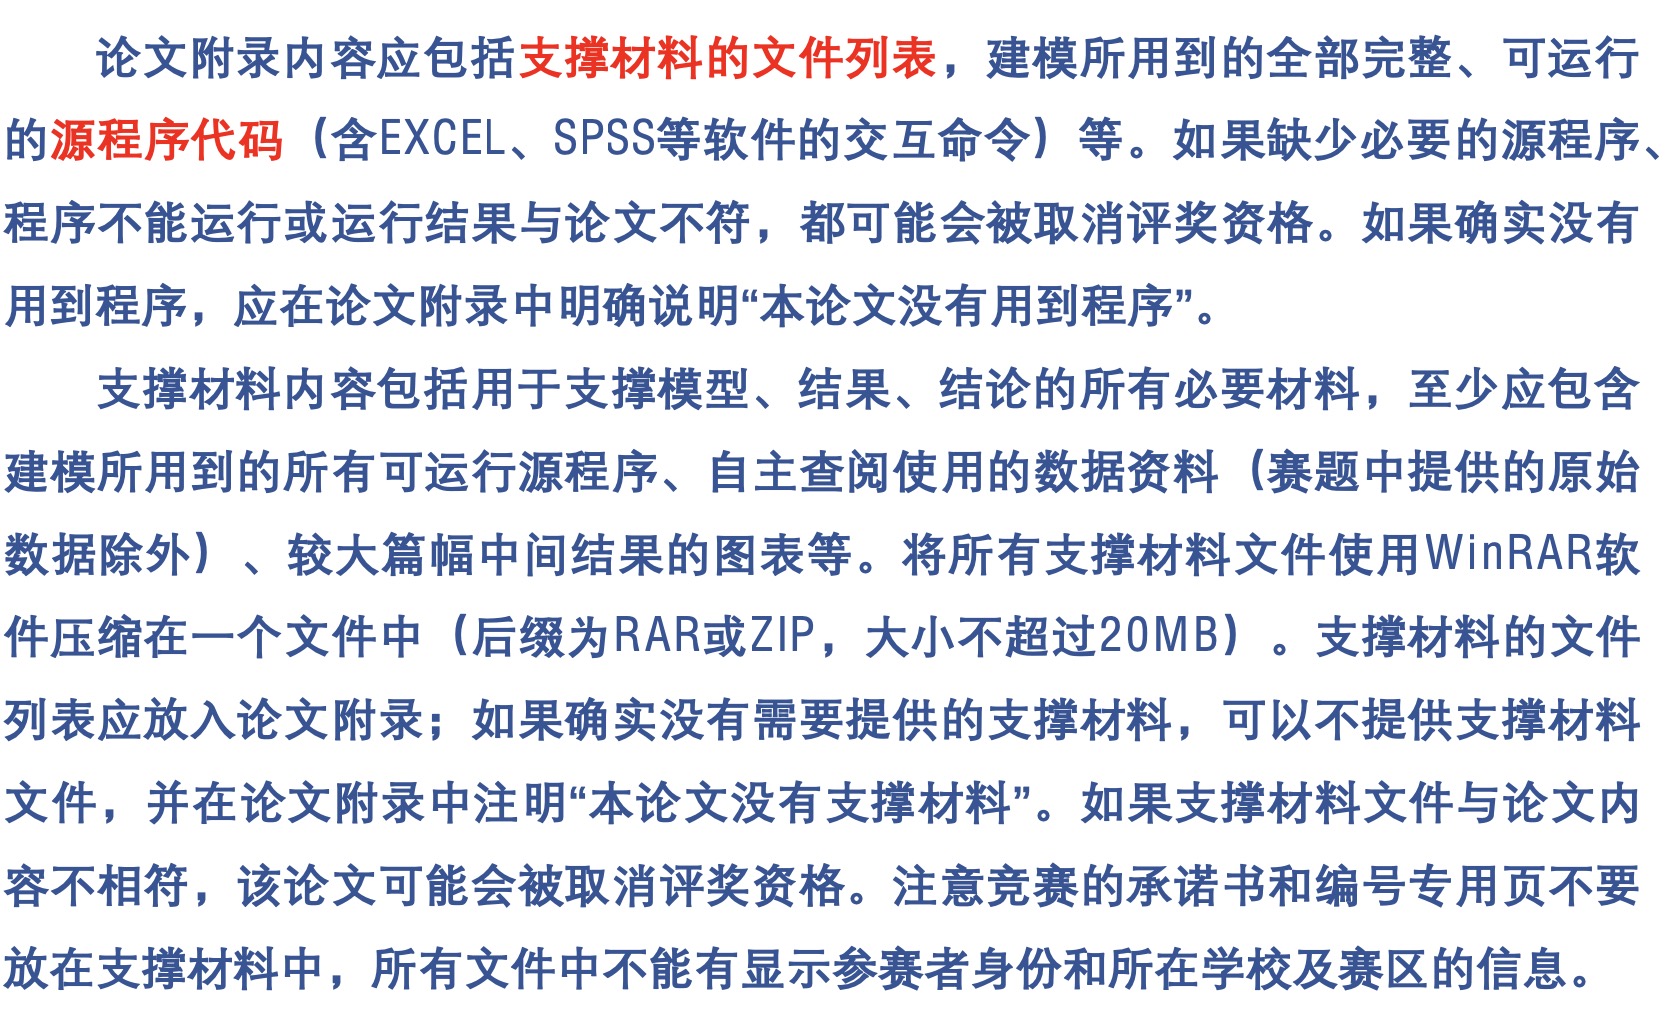 论文附录内容应包括支撑材料的文件列表，建模所用到的全部完整、可运行
的源程序代码（含EXCEL、SPSS等软件的交互命令）等。如果缺少必要的源程序、
程序不能运行或运行结果与论文不符，都可能会被取消评奖资格。如果确实没有
用到程序，应在论文附录中明确说明“本论文没有用到程序”。
支撑材料内容包括用于支撑模型、结果、结论的所有必要材料，至少应包含
建模所用到的所有可运行源程序、自主查阅使用的数据资料（赛题中提供的原始
数据除外）、较大篇幅中间结果的图表等。将所有支撑材料文件使用WinRAR软
件压缩在一个文件中（后缀为RAR或ZIP，大小不超过20MB）。支撑材料的文件
列表应放入论文附录；如果确实没有需要提供的支撑材料，可以不提供支撑材料
文件，并在论文附录中注明“本论文没有支撑材料”。如果支撑材料文件与论文内
容不相符，该论文可能会被取消评奖资格。注意竞赛的承诺书和编号专用页不要
放在支撑材料中，所有文件中不能有显示参赛者身份和所在学校及赛区的信息。